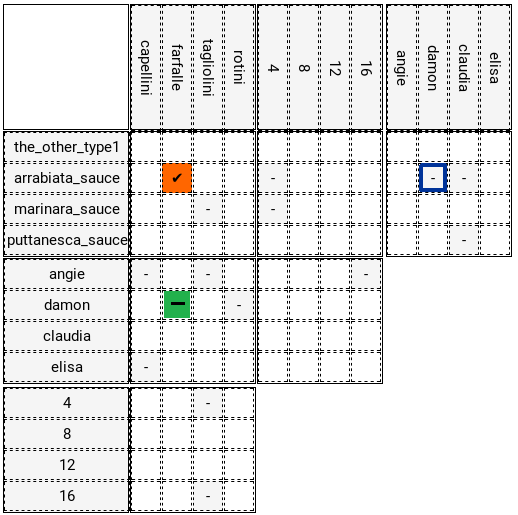 capellini farfalle tagliolini rotini 4 8 12 16 angie damon claudia elisa
the_other_type1
arrabiata_sauce ✔ - - -
marinara_sauce - -
puttanesca_sauce -
angie - - -
damon – -
claudia
elisa -
4 -
8
12
16 -